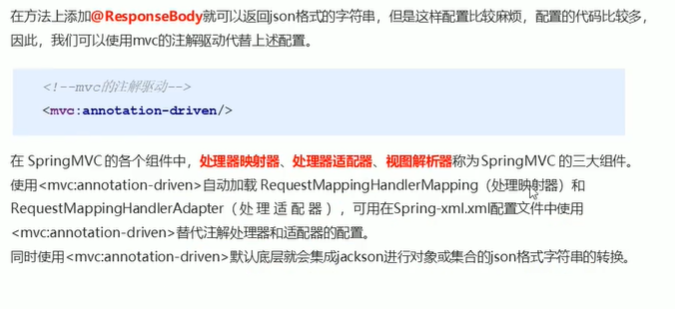 在方法上添加@ResponseBody就可以返回json格式的字符串，但是这样配置比较麻烦，配置的代码比较多，
因此，我们可以使用mvc的注解驱动代替上述配置。
<!--mvc的注解驱动-->
<mvc:annotation-driven/>
在 SpringMVC 的各个组件中，处理器映射器、处理器适配器、视图解析器称为 SpringMVC 的三大组件。
使用<mvc:annotation-driven>自动加载 RequestMappingHandlerMapping（处理映射器）和
RequestMappingHandlerAdapter（处理适配器），可用在Spring-xml.xml配置文件中使用
<mvc:annotation-driven>替代注解处理器和适配器的配置。
同时使用<mvc:annotation-driven>默认底层就会集成jackson进行对象或集合的json格式字符串的转换。